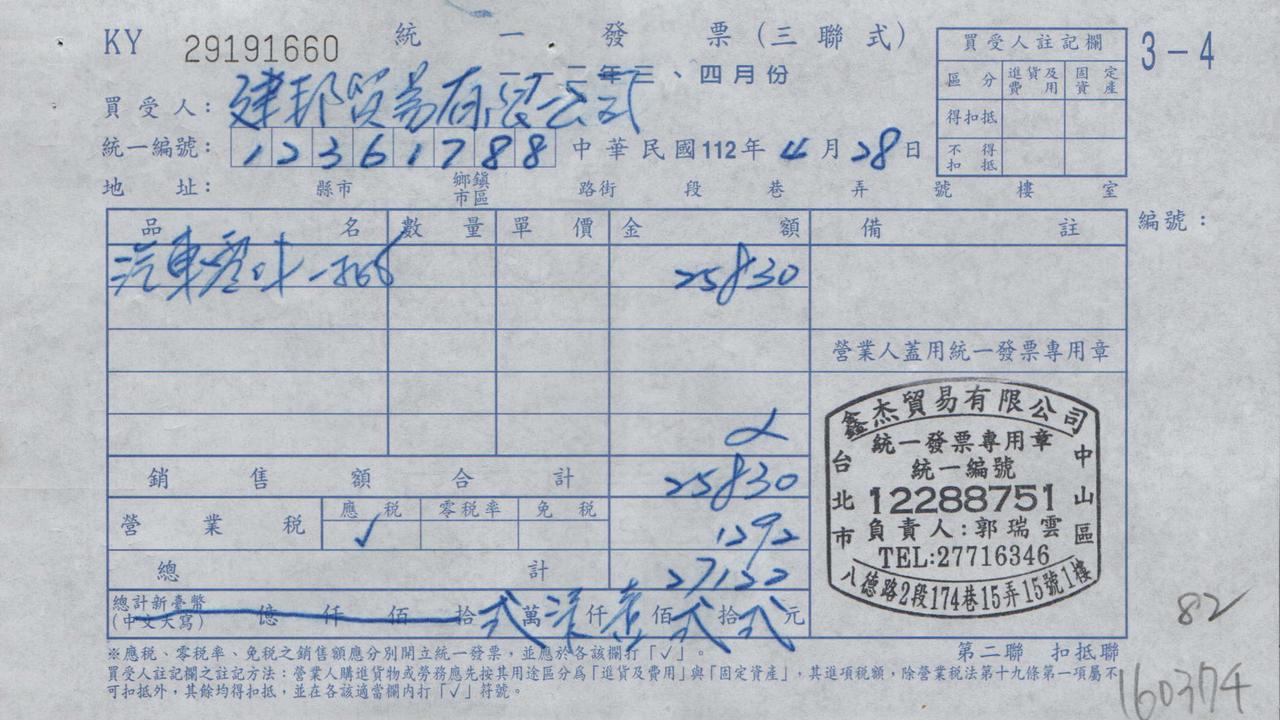 KY 29191660 統一發票(三聯式) 3-4
一一二年三、四月份
買受人: 建邦貿易有限公司
統一編號: 12361788 中華民國112年4月28日
地址: 縣市 鄉鎮市區 路街 段 巷 弄 號 樓 室
買受人註記欄
區分 進貨及費用 固定資產
得扣抵
不得扣抵
品名 數量 單價 金額 備註 編號:
汽車零件一批 25830
營業人蓋用統一發票專用章
銷售額合計 25830
營業稅 應稅 ✓ 零稅率 免稅 1292
總計 27122
總計新臺幣(中文大寫) 億 仟 佰 拾 貳 萬 柒 仟 壹 佰 貳 拾 貳 元
鑫杰貿易有限公司
統一發票專用章
統一編號
12288751
負責人:郭瑞雲
TEL:27716346
台北市 中山區
八德路2段174巷15弄15號1樓
82
※應稅、零稅率、免稅之銷售額應分別開立統一發票,並應於各該欄打「✓」。 第二聯 扣抵聯
買受人註記欄之註記方法:營業人購進貨物或勞務應先按其用途區分為「進貨及費用」與「固定資產」,其進項稅額,除營業稅法第十九條第一項屬不
可扣抵外,其餘均得扣抵,並在各該適當欄內打「✓」符號。
160374